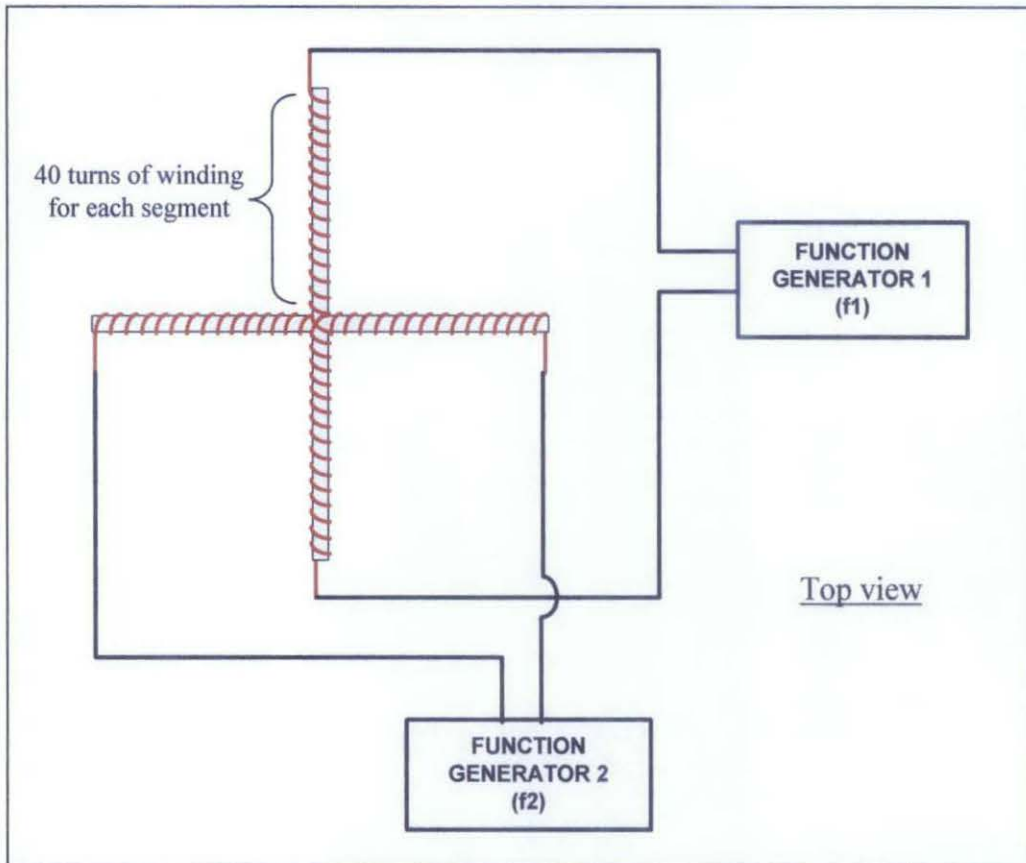 40 turns of winding
for each segment
FUNCTION
GENERATOR 1
(f1)
Top view
FUNCTION
GENERATOR 2
(f2)